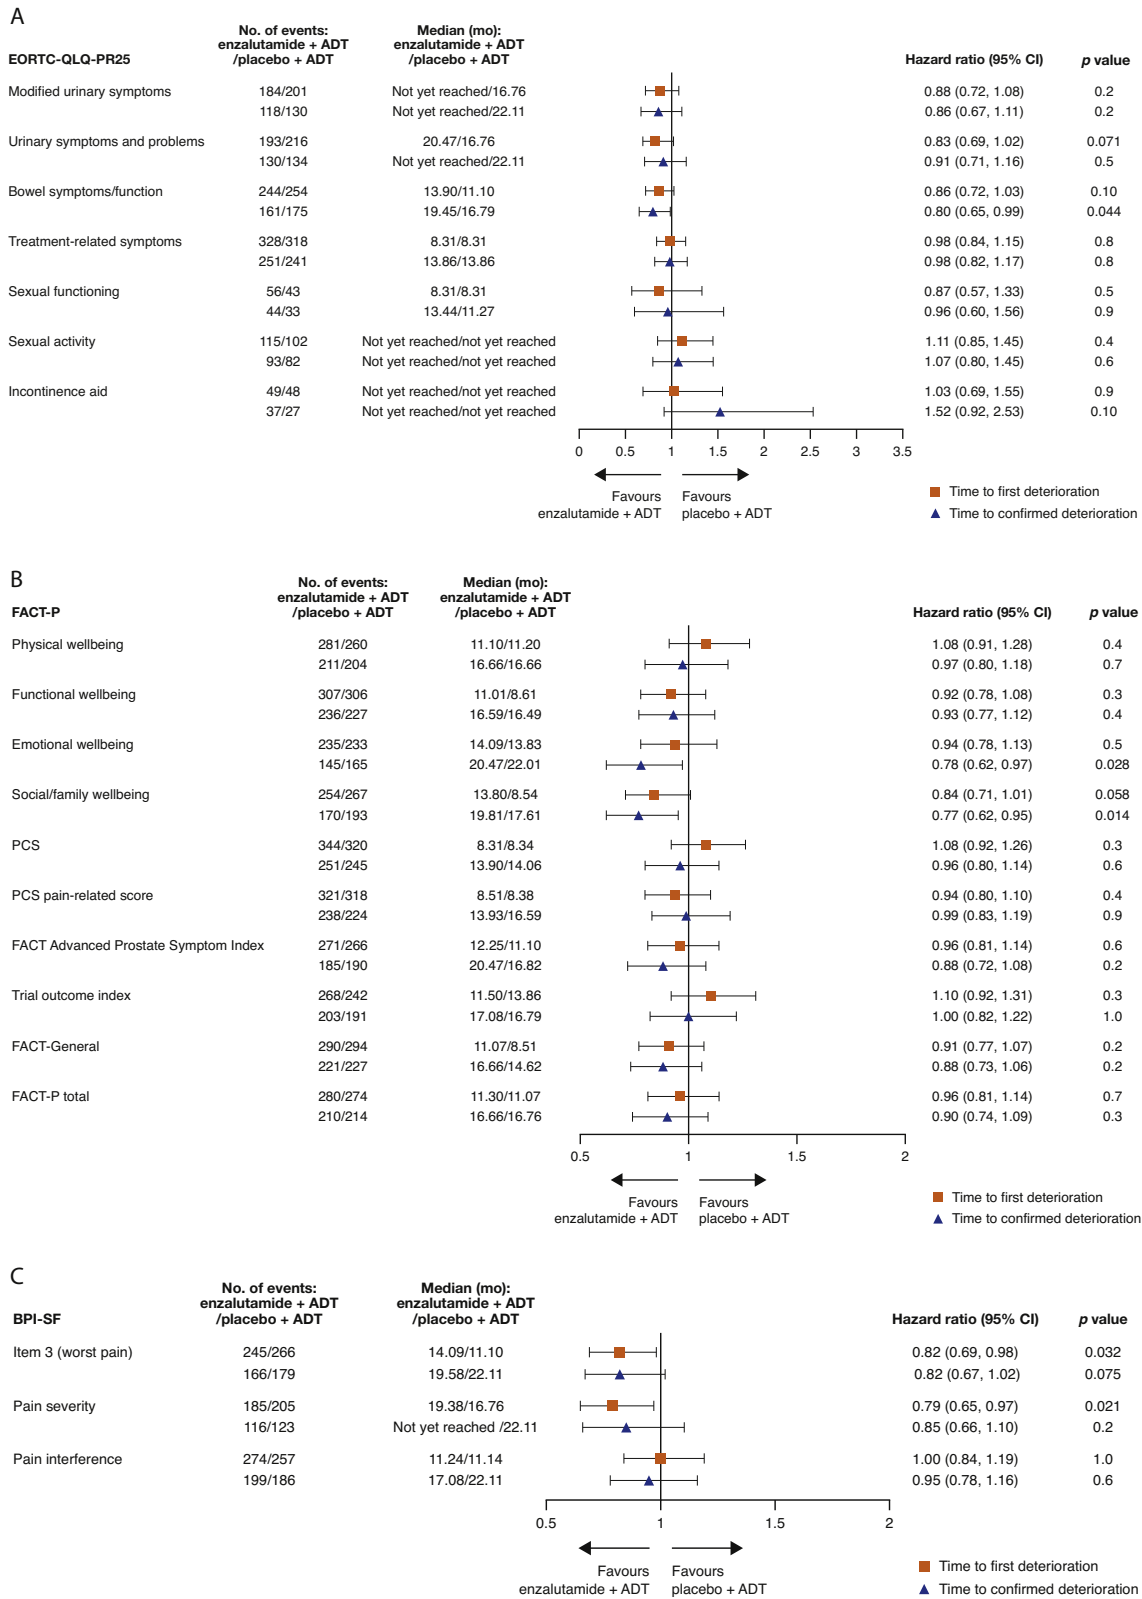 A
No. of events: enzalutamide + ADT /placebo + ADT
Median (mo): enzalutamide + ADT /placebo + ADT
EORTC-QLQ-PR25 Hazard ratio (95% CI) p value
Modified urinary symptoms 184/201 Not yet reached/16.76 0.88 (0.72, 1.08) 0.2
118/130 Not yet reached/22.11 0.86 (0.67, 1.11) 0.2
Urinary symptoms and problems 193/216 20.47/16.76 0.83 (0.69, 1.02) 0.071
130/134 Not yet reached/22.11 0.91 (0.71, 1.16) 0.5
Bowel symptoms/function 244/254 13.90/11.10 0.86 (0.72, 1.03) 0.10
161/175 19.45/16.79 0.80 (0.65, 0.99) 0.044
Treatment-related symptoms 328/318 8.31/8.31 0.98 (0.84, 1.15) 0.8
251/241 13.86/13.86 0.98 (0.82, 1.17) 0.8
Sexual functioning 56/43 8.31/8.31 0.87 (0.57, 1.33) 0.5
44/33 13.44/11.27 0.96 (0.60, 1.56) 0.9
Sexual activity 115/102 Not yet reached/not yet reached 1.11 (0.85, 1.45) 0.4
93/82 Not yet reached/not yet reached 1.07 (0.80, 1.45) 0.6
Incontinence aid 49/48 Not yet reached/not yet reached 1.03 (0.69, 1.55) 0.9
37/27 Not yet reached/not yet reached 1.52 (0.92, 2.53) 0.10
0 0.5 1 1.5 2 2.5 3 3.5
Favours enzalutamide + ADT
Favours placebo + ADT
Time to first deterioration
Time to confirmed deterioration
B
No. of events: enzalutamide + ADT /placebo + ADT
Median (mo): enzalutamide + ADT /placebo + ADT
FACT-P Hazard ratio (95% CI) p value
Physical wellbeing 281/260 11.10/11.20 1.08 (0.91, 1.28) 0.4
211/204 16.66/16.66 0.97 (0.80, 1.18) 0.7
Functional wellbeing 307/306 11.01/8.61 0.92 (0.78, 1.08) 0.3
236/227 16.59/16.49 0.93 (0.77, 1.12) 0.4
Emotional wellbeing 235/233 14.09/13.83 0.94 (0.78, 1.13) 0.5
145/165 20.47/22.01 0.78 (0.62, 0.97) 0.028
Social/family wellbeing 254/267 13.80/8.54 0.84 (0.71, 1.01) 0.058
170/193 19.81/17.61 0.77 (0.62, 0.95) 0.014
PCS 344/320 8.31/8.34 1.08 (0.92, 1.26) 0.3
251/245 13.90/14.06 0.96 (0.80, 1.14) 0.6
PCS pain-related score 321/318 8.51/8.38 0.94 (0.80, 1.10) 0.4
238/224 13.93/16.59 0.99 (0.83, 1.19) 0.9
FACT Advanced Prostate Symptom Index 271/266 12.25/11.10 0.96 (0.81, 1.14) 0.6
185/190 20.47/16.82 0.88 (0.72, 1.08) 0.2
Trial outcome index 268/242 11.50/13.86 1.10 (0.92, 1.31) 0.3
203/191 17.08/16.79 1.00 (0.82, 1.22) 1.0
FACT-General 290/294 11.07/8.51 0.91 (0.77, 1.07) 0.2
221/227 16.66/14.62 0.88 (0.73, 1.06) 0.2
FACT-P total 280/274 11.30/11.07 0.96 (0.81, 1.14) 0.7
210/214 16.66/16.76 0.90 (0.74, 1.09) 0.3
0.5 1 1.5 2
Favours enzalutamide + ADT
Favours placebo + ADT
Time to first deterioration
Time to confirmed deterioration
C
No. of events: enzalutamide + ADT /placebo + ADT
Median (mo): enzalutamide + ADT /placebo + ADT
BPI-SF Hazard ratio (95% CI) p value
Item 3 (worst pain) 245/266 14.09/11.10 0.82 (0.69, 0.98) 0.032
166/179 19.58/22.11 0.82 (0.67, 1.02) 0.075
Pain severity 185/205 19.38/16.76 0.79 (0.65, 0.97) 0.021
116/123 Not yet reached /22.11 0.85 (0.66, 1.10) 0.2
Pain interference 274/257 11.24/11.14 1.00 (0.84, 1.19) 1.0
199/186 17.08/22.11 0.95 (0.78, 1.16) 0.6
0.5 1 1.5 2
Favours enzalutamide + ADT
Favours placebo + ADT
Time to first deterioration
Time to confirmed deterioration